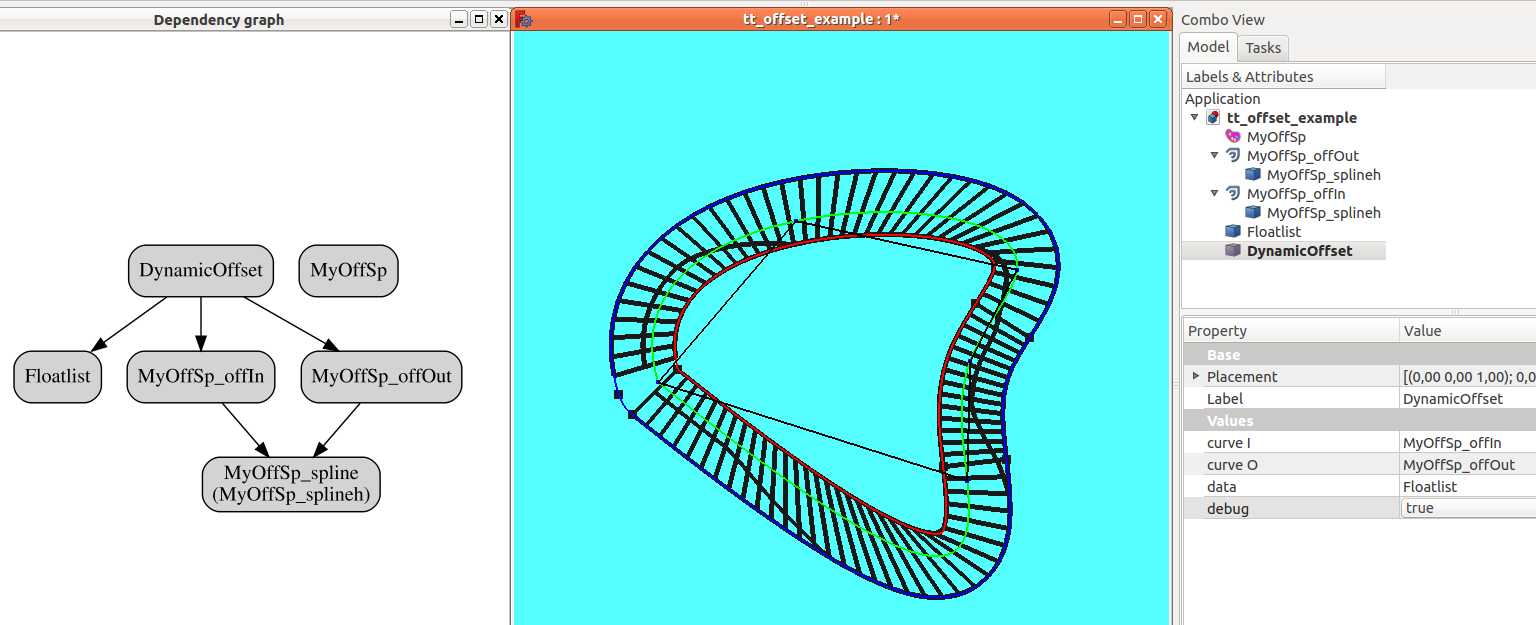 Dependency graph
DynamicOffset
MyOffSp
Floatlist
MyOffSp_offIn
MyOffSp_offOut
MyOffSp_spline
(MyOffSp_splineh)
tt_offset_example : 1*
Combo View
Model Tasks
Labels & Attributes
Application
tt_offset_example
MyOffSp
MyOffSp_offOut
MyOffSp_splineh
MyOffSp_offIn
MyOffSp_splineh
Floatlist
DynamicOffset
Property Value
Base
Placement [(0,00 0,00 1,00); 0,0
Label DynamicOffset
Values
curve I MyOffSp_offIn
curve O MyOffSp_offOut
data Floatlist
debug true